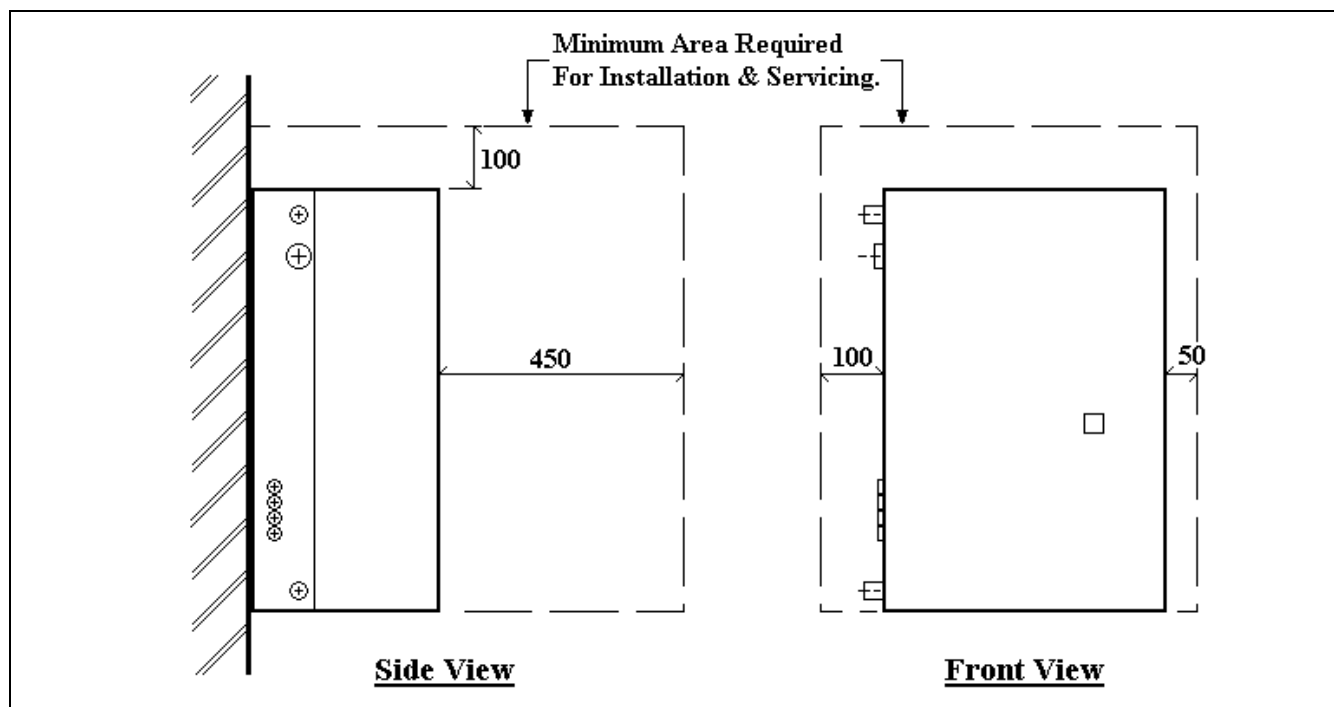 Minimum Area Required
For Installation & Servicing.
100
450
100
50
Side View
Front View